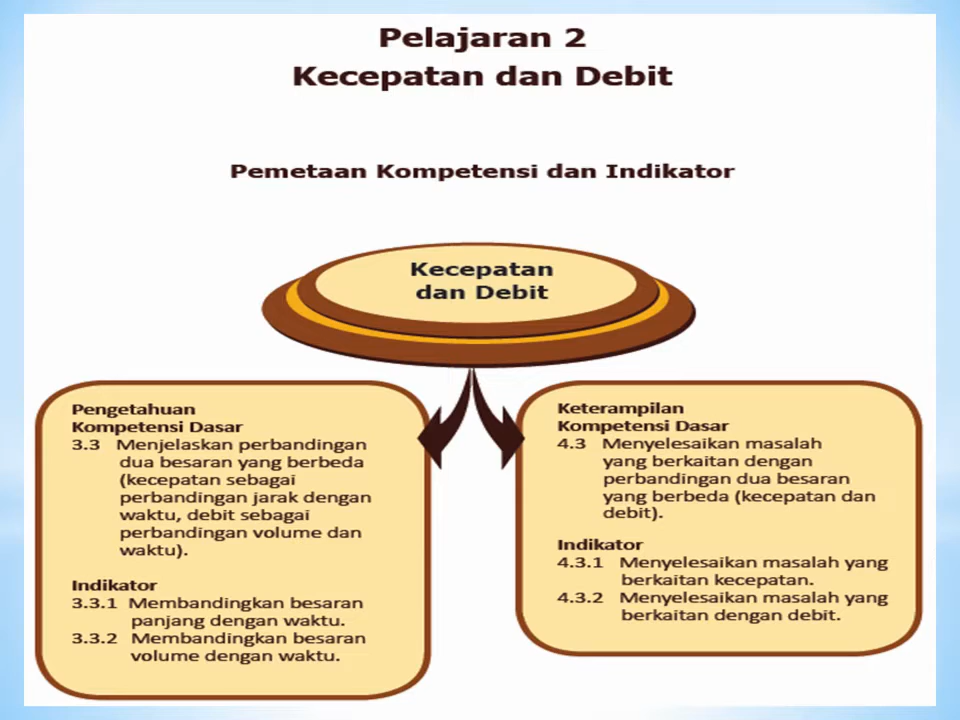 Pelajaran 2
Kecepatan dan Debit
Pemetaan Kompetensi dan Indikator
Kecepatan
dan Debit
Pengetahuan
Kompetensi Dasar
3.3 Menjelaskan perbandingan
dua besaran yang berbeda
(kecepatan sebagai
perbandingan jarak dengan
waktu, debit sebagai
perbandingan volume dan
waktu).
Indikator
3.3.1 Membandingkan besaran
panjang dengan waktu.
3.3.2 Membandingkan besaran
volume dengan waktu.
Keterampilan
Kompetensi Dasar
4.3 Menyelesaikan masalah
yang berkaitan dengan
perbandingan dua besaran
yang berbeda (kecepatan dan
debit).
Indikator
4.3.1 Menyelesaikan masalah yang
berkaitan kecepatan.
4.3.2 Menyelesaikan masalah yang
berkaitan dengan debit.